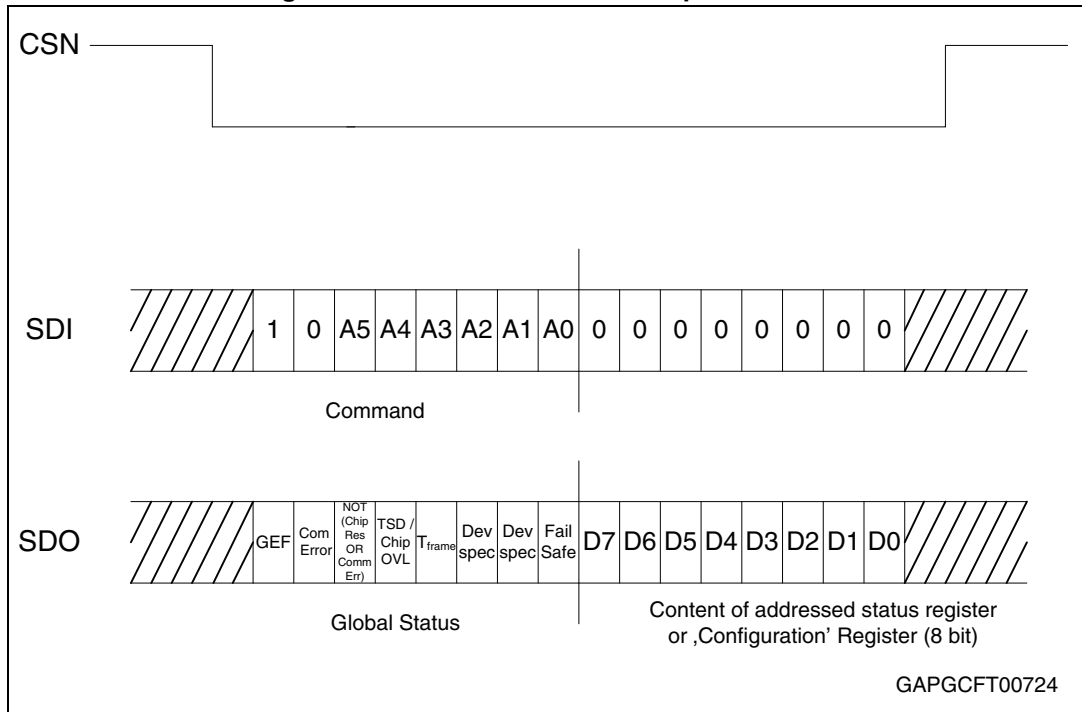 CSN
SDI
1 0 A5 A4 A3 A2 A1 A0 0 0 0 0 0 0 0 0
Command
SDO
GEF
Com
Error
NOT
(Chip
Res
OR
Comm
Err)
TSD /
Chip
OVL
Tframe
Dev
spec
Dev
spec
Fail
Safe
D7 D6 D5 D4 D3 D2 D1 D0
Global Status
Content of addressed status register
or ‚Configuration' Register (8 bit)
GAPGCFT00724